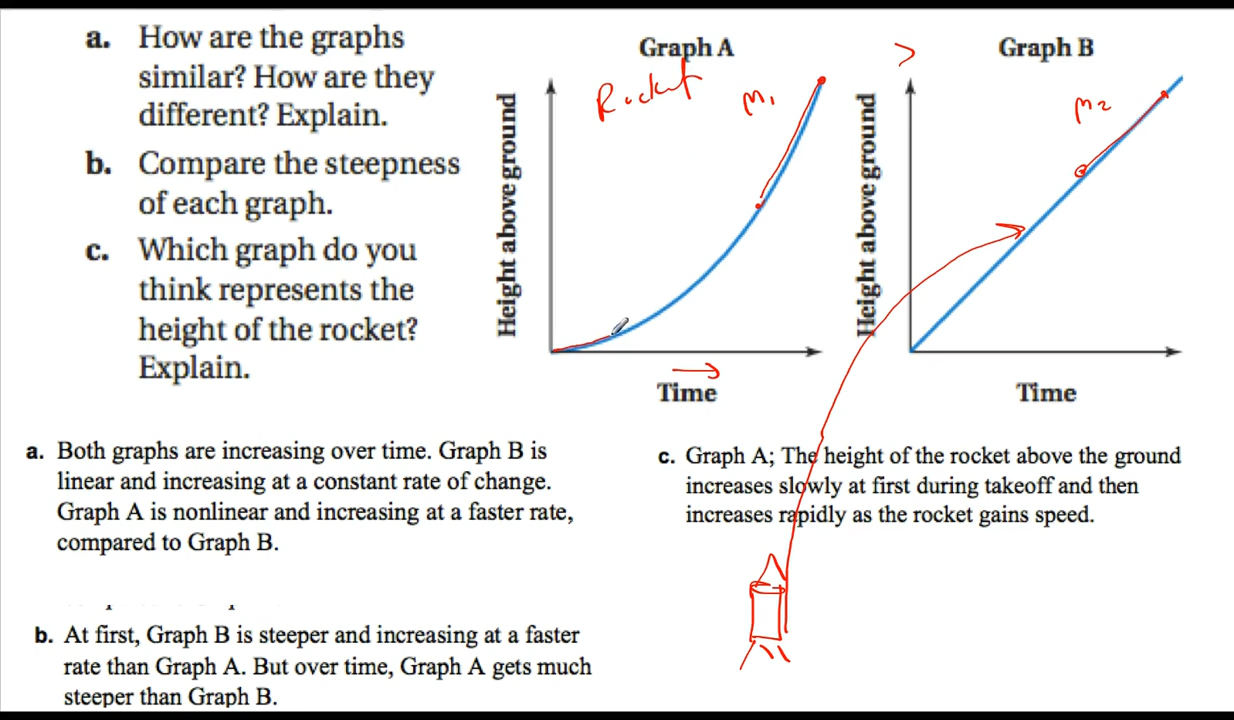 a. How are the graphs
similar? How are they
different? Explain.
b. Compare the steepness
of each graph.
c. Which graph do you
think represents the
height of the rocket?
Explain.
Graph A
Rocket
M₁
Height above ground
Time
>
Graph B
M₂
Height above ground
Time
a. Both graphs are increasing over time. Graph B is
linear and increasing at a constant rate of change.
Graph A is nonlinear and increasing at a faster rate,
compared to Graph B.
b. At first, Graph B is steeper and increasing at a faster
rate than Graph A. But over time, Graph A gets much
steeper than Graph B.
c. Graph A; The height of the rocket above the ground
increases slowly at first during takeoff and then
increases rapidly as the rocket gains speed.